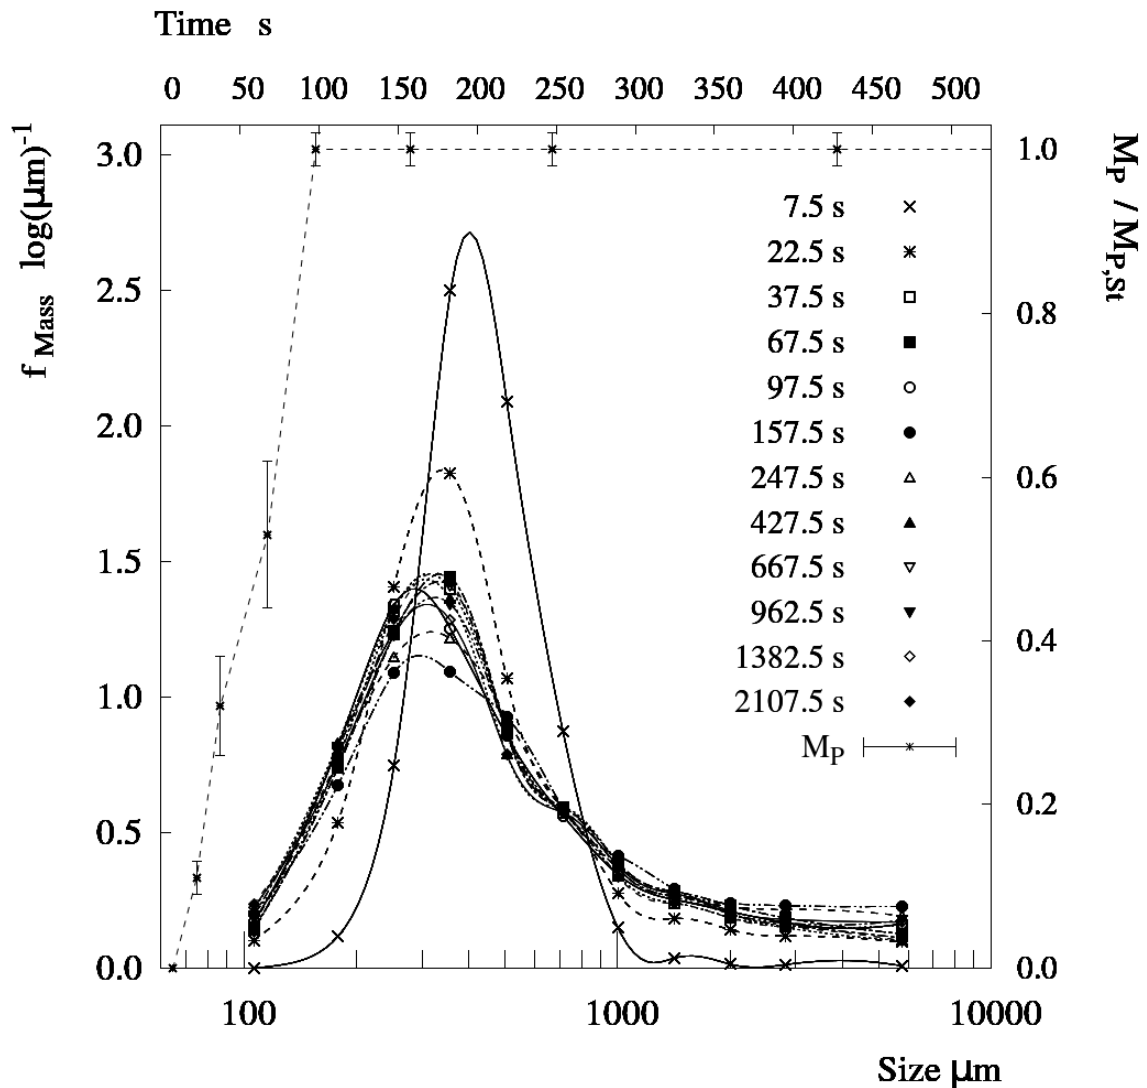 Time s
0 50 100 150 200 250 300 350 400 450 500
f Mass log(μm)-1
3.0
2.5
2.0
1.5
1.0
0.5
0.0
MP / MP,St
1.0
0.8
0.6
0.4
0.2
0.0
7.5 s
22.5 s
37.5 s
67.5 s
97.5 s
157.5 s
247.5 s
427.5 s
667.5 s
962.5 s
1382.5 s
2107.5 s
MP
100 1000 10000
Size μm